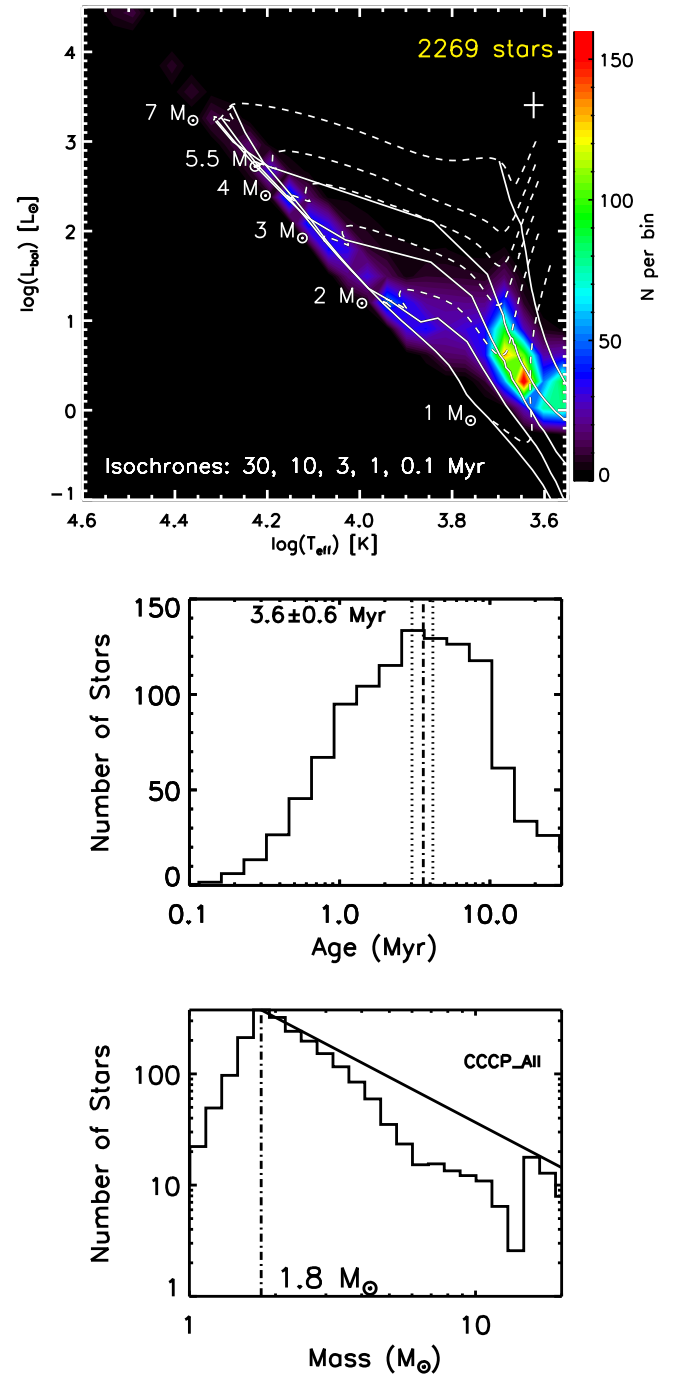 2269 stars
4
3
2
1
0
−1
log(L_bol) [L⊙]
7 M⊙
5.5 M⊙
4 M⊙
3 M⊙
2 M⊙
1 M⊙
Isochrones: 30, 10, 3, 1, 0.1 Myr
4.6 4.4 4.2 4.0 3.8 3.6
log(T_eff) [K]
150
100
50
0
N per bin
3.6±0.6 Myr
150
100
50
0
Number of Stars
0.1 1.0 10.0
Age (Myr)
CCCP_All
100
10
1
Number of Stars
1.8 M⊙
1 10
Mass (M⊙)